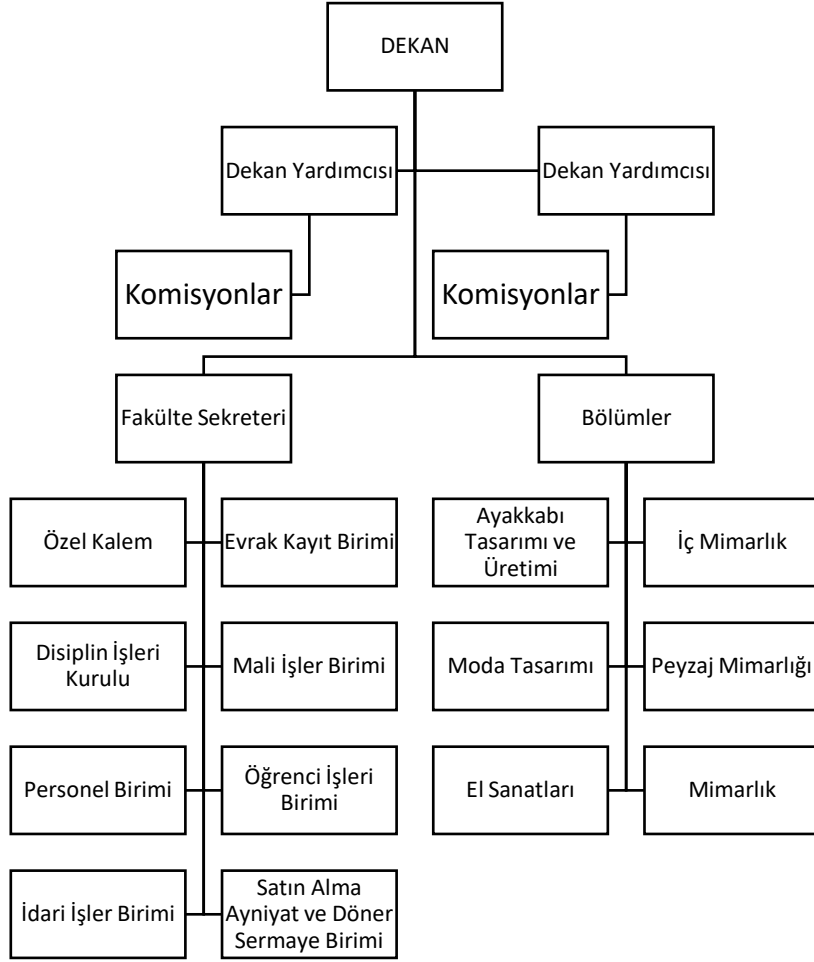 DEKAN
Dekan Yardımcısı
Dekan Yardımcısı
Komisyonlar
Komisyonlar
Fakülte Sekreteri
Bölümler
Özel Kalem
Evrak Kayıt Birimi
Ayakkabı
Tasarımı ve
Üretimi
İç Mimarlık
Disiplin İşleri
Kurulu
Mali İşler Birimi
Moda Tasarımı
Peyzaj Mimarlığı
Personel Birimi
Öğrenci İşleri
Birimi
El Sanatları
Mimarlık
İdari İşler Birimi
Satın Alma
Ayniyat ve Döner
Sermaye Birimi